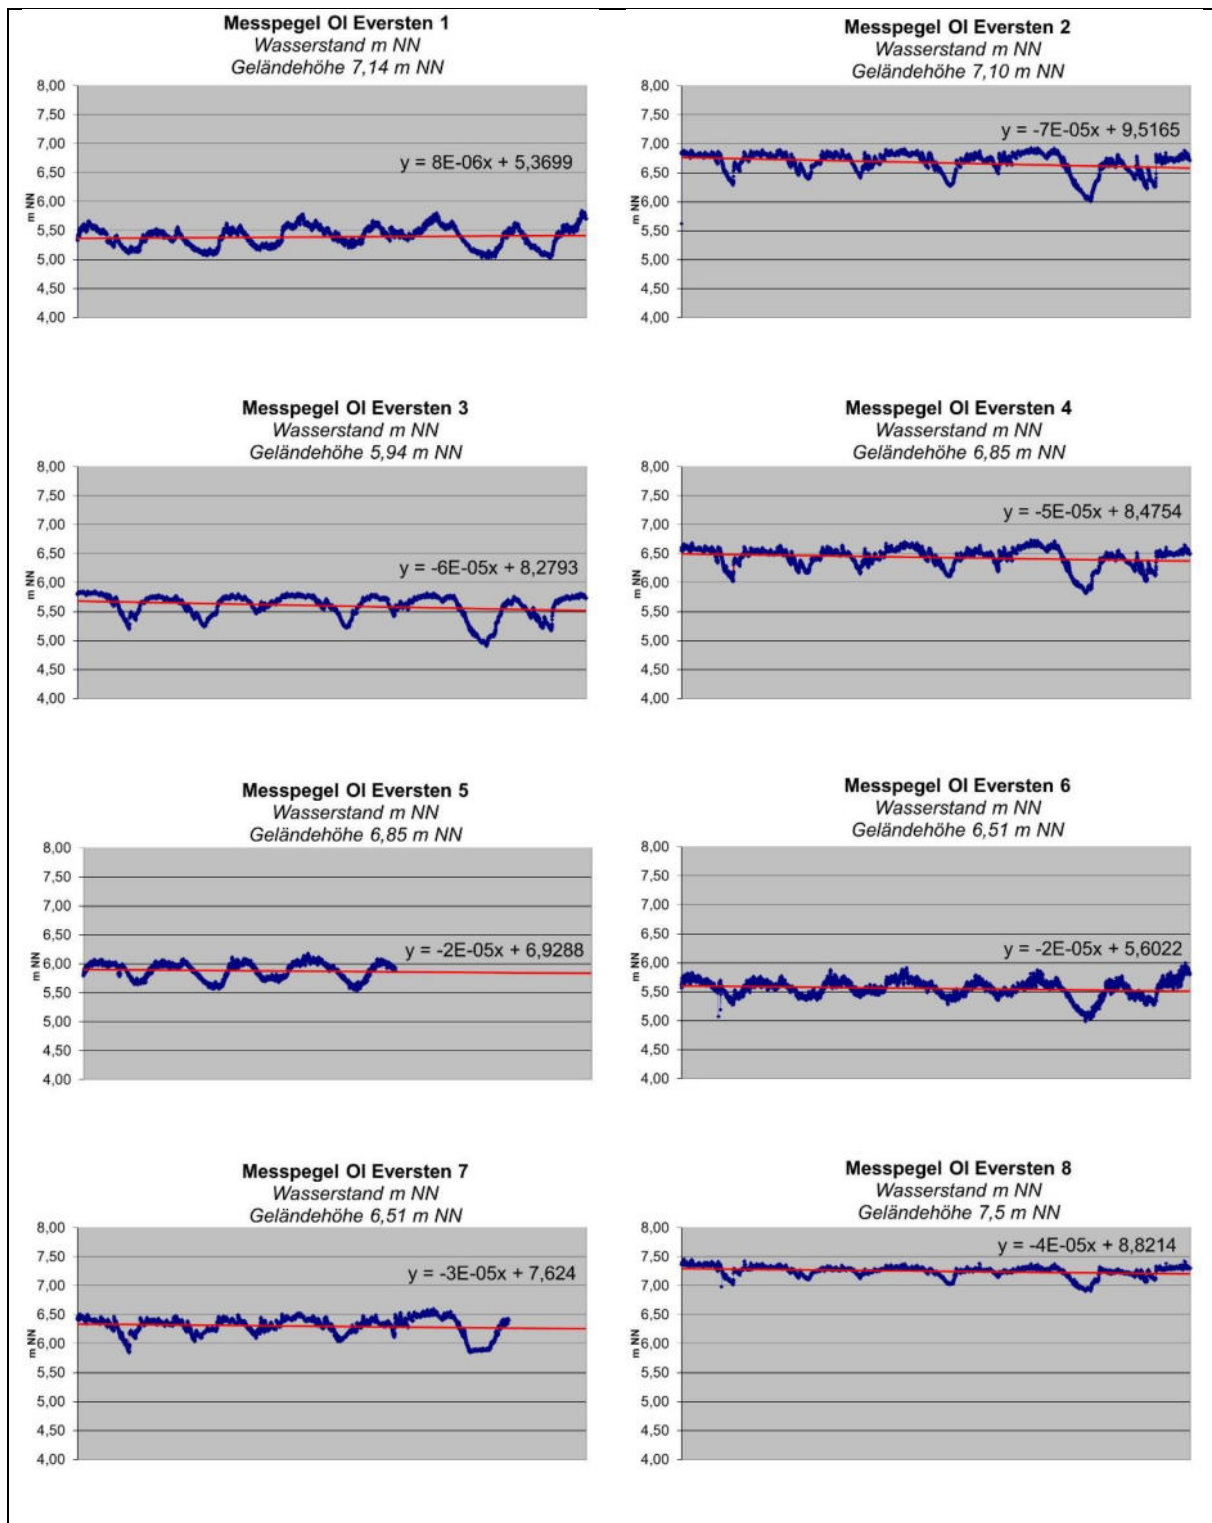 Messpegel Ol Eversten 1
Wasserstand m NN
Geländehöhe 7,14 m NN
8,00
7,50
7,00
6,50
6,00
5,50
5,00
4,50
4,00
m NN
y = 8E-06x + 5,3699
Messpegel Ol Eversten 2
Wasserstand m NN
Geländehöhe 7,10 m NN
8,00
7,50
7,00
6,50
6,00
5,50
5,00
4,50
4,00
m NN
y = -7E-05x + 9,5165
Messpegel Ol Eversten 3
Wasserstand m NN
Geländehöhe 5,94 m NN
8,00
7,50
7,00
6,50
6,00
5,50
5,00
4,50
4,00
m NN
y = -6E-05x + 8,2793
Messpegel Ol Eversten 4
Wasserstand m NN
Geländehöhe 6,85 m NN
8,00
7,50
7,00
6,50
6,00
5,50
5,00
4,50
4,00
m NN
y = -5E-05x + 8,4754
Messpegel Ol Eversten 5
Wasserstand m NN
Geländehöhe 6,85 m NN
8,00
7,50
7,00
6,50
6,00
5,50
5,00
4,50
4,00
m NN
y = -2E-05x + 6,9288
Messpegel Ol Eversten 6
Wasserstand m NN
Geländehöhe 6,51 m NN
8,00
7,50
7,00
6,50
6,00
5,50
5,00
4,50
4,00
m NN
y = -2E-05x + 5,6022
Messpegel Ol Eversten 7
Wasserstand m NN
Geländehöhe 6,51 m NN
8,00
7,50
7,00
6,50
6,00
5,50
5,00
4,50
4,00
m NN
y = -3E-05x + 7,624
Messpegel Ol Eversten 8
Wasserstand m NN
Geländehöhe 7,5 m NN
8,00
7,50
7,00
6,50
6,00
5,50
5,00
4,50
4,00
m NN
y = -4E-05x + 8,8214